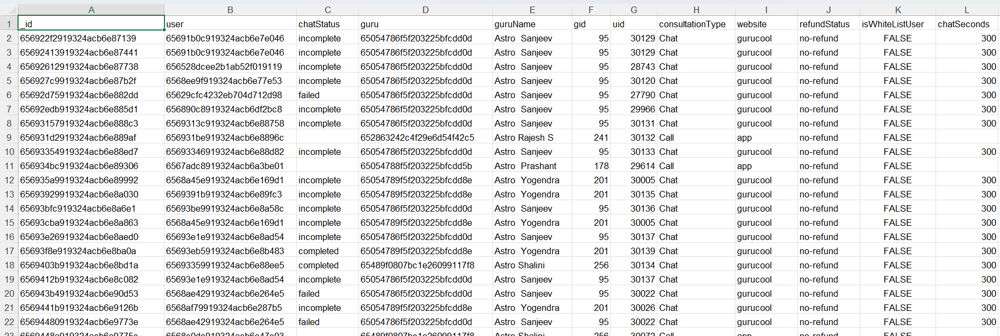 A B C D E F G H I J K L
1 _id user chatStatus guru guruName gid uid consultationType website refundStatus isWhiteListUser chatSeconds
2 656922f2919324acb6e87139 65691b0c919324acb6e7e046 incomplete 65054786f5f203225bfcdd0d Astro  Sanjeev 95 30129 Chat gurucool no-refund FALSE 300
3 65692413919324acb6e87441 65691b0c919324acb6e7e046 incomplete 65054786f5f203225bfcdd0d Astro  Sanjeev 95 30129 Chat gurucool no-refund FALSE 300
4 65692612919324acb6e87738 656528dcee2b1ab52f019119 incomplete 65054786f5f203225bfcdd0d Astro  Sanjeev 95 28743 Chat gurucool no-refund FALSE 300
5 656927c9919324acb6e87b2f 6568ee9f919324acb6e77e53 incomplete 65054786f5f203225bfcdd0d Astro  Sanjeev 95 30120 Chat gurucool no-refund FALSE 300
6 65692d75919324acb6e882dd 65629cfc4232eb704d712d98 failed 65054786f5f203225bfcdd0d Astro  Sanjeev 95 27790 Chat gurucool no-refund FALSE 300
7 65692edb919324acb6e885d1 656890c8919324acb6df2bc8 incomplete 65054786f5f203225bfcdd0d Astro  Sanjeev 95 29966 Chat gurucool no-refund FALSE 300
8 65693157919324acb6e888c3 6569313c919324acb6e88758 incomplete 65054786f5f203225bfcdd0d Astro  Sanjeev 95 30131 Chat gurucool no-refund FALSE 300
9 656931d2919324acb6e889af 656931be919324acb6e8896c 652863242c4f29e6d54f42c5 Astro Rajesh S 241 30132 Call app no-refund FALSE
10 65693354919324acb6e88ed7 65693346919324acb6e88d82 incomplete 65054786f5f203225bfcdd0d Astro  Sanjeev 95 30133 Chat gurucool no-refund FALSE 300
11 656934bc919324acb6e89306 6567adc8919324acb6a3be01 65054788f5f203225bfcdd5b Astro  Prashant 178 29614 Call app no-refund FALSE
12 656935a9919324acb6e89992 6568a45e919324acb6e169d1 incomplete 65054789f5f203225bfcdd8e Astro  Yogendra 201 30005 Chat gurucool no-refund FALSE 300
13 65693929919324acb6e8a030 6569391b919324acb6e89fc3 incomplete 65054789f5f203225bfcdd8e Astro  Yogendra 201 30135 Chat gurucool no-refund FALSE 300
14 65693bfc919324acb6e8a6e1 65693be9919324acb6e8a58c incomplete 65054786f5f203225bfcdd0d Astro  Sanjeev 95 30136 Chat gurucool no-refund FALSE 300
15 65693cba919324acb6e8a863 6568a45e919324acb6e169d1 incomplete 65054789f5f203225bfcdd8e Astro  Yogendra 201 30005 Chat gurucool no-refund FALSE 300
16 65693e26919324acb6e8aed0 65693e1e919324acb6e8ad54 incomplete 65054786f5f203225bfcdd0d Astro  Sanjeev 95 30137 Chat gurucool no-refund FALSE 300
17 65693f8e919324acb6e8ba0a 65693eb5919324acb6e8b483 completed 65054789f5f203225bfcdd8e Astro  Yogendra 201 30139 Chat gurucool no-refund FALSE 300
18 6569403b919324acb6e8bd1a 65693359919324acb6e88ee5 completed 65489f0807bc1e26099117f8 Astro Shalini 256 30134 Chat gurucool no-refund FALSE 300
19 6569412b919324acb6e8c082 65693e1e919324acb6e8ad54 incomplete 65054786f5f203225bfcdd0d Astro  Sanjeev 95 30137 Chat gurucool no-refund FALSE 300
20 656943b4919324acb6e90d53 6568ae42919324acb6e264e5 failed 65054786f5f203225bfcdd0d Astro  Sanjeev 95 30022 Chat gurucool no-refund FALSE 300
21 6569441b919324acb6e9126b 6568af79919324acb6e287b5 incomplete 65054789f5f203225bfcdd8e Astro  Yogendra 201 30026 Chat gurucool no-refund FALSE 300
22 65694480919324acb6e9773e 6568ae42919324acb6e264e5 failed 65054786f5f203225bfcdd0d Astro  Sanjeev 95 30022 Chat gurucool no-refund FALSE 300